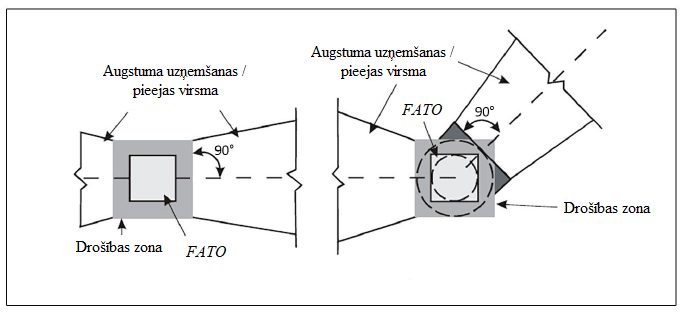 Augstuma uzņemšanas /
pieejas virsma
90°
Drošības zona
FATO
Augstuma uzņemšanas /
pieejas virsma
FATO
90°
Drošības zona